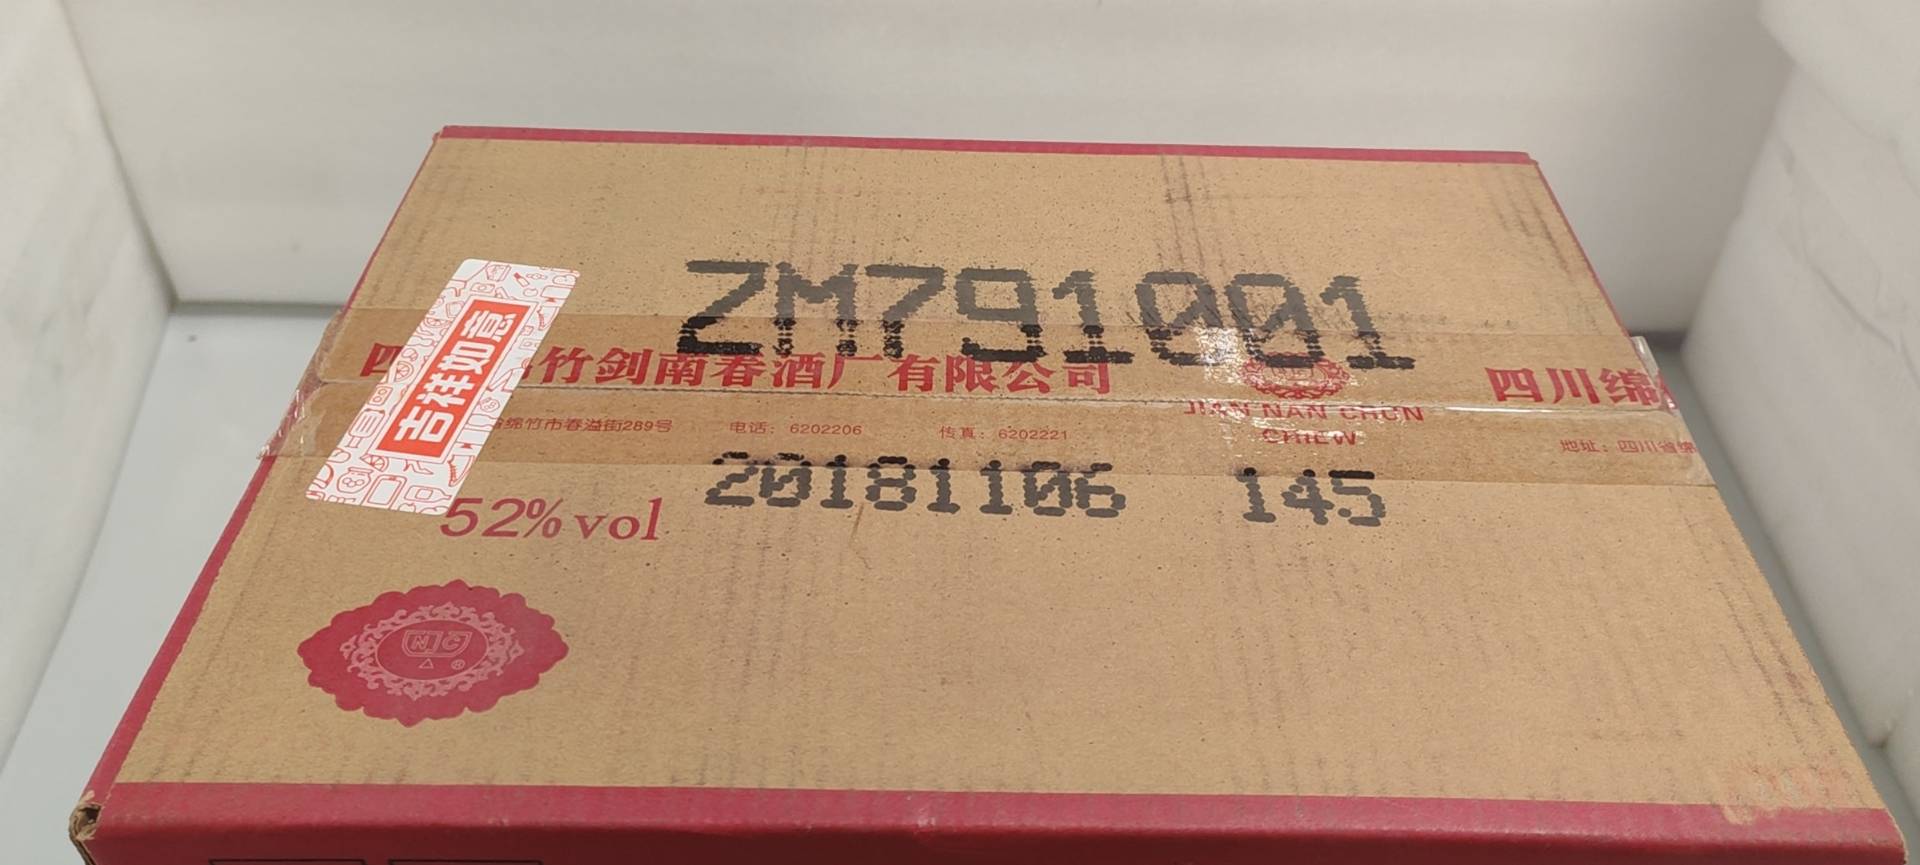 ZM791001
四 竹剑南春酒厂有限公司
四川绵
吉祥如意
JIAN NAN CHUN
CHIEW
绵竹市春溢街289号 电话：6202206 传真：6202221
地址：四川省绵
20181106 145
52%vol
®